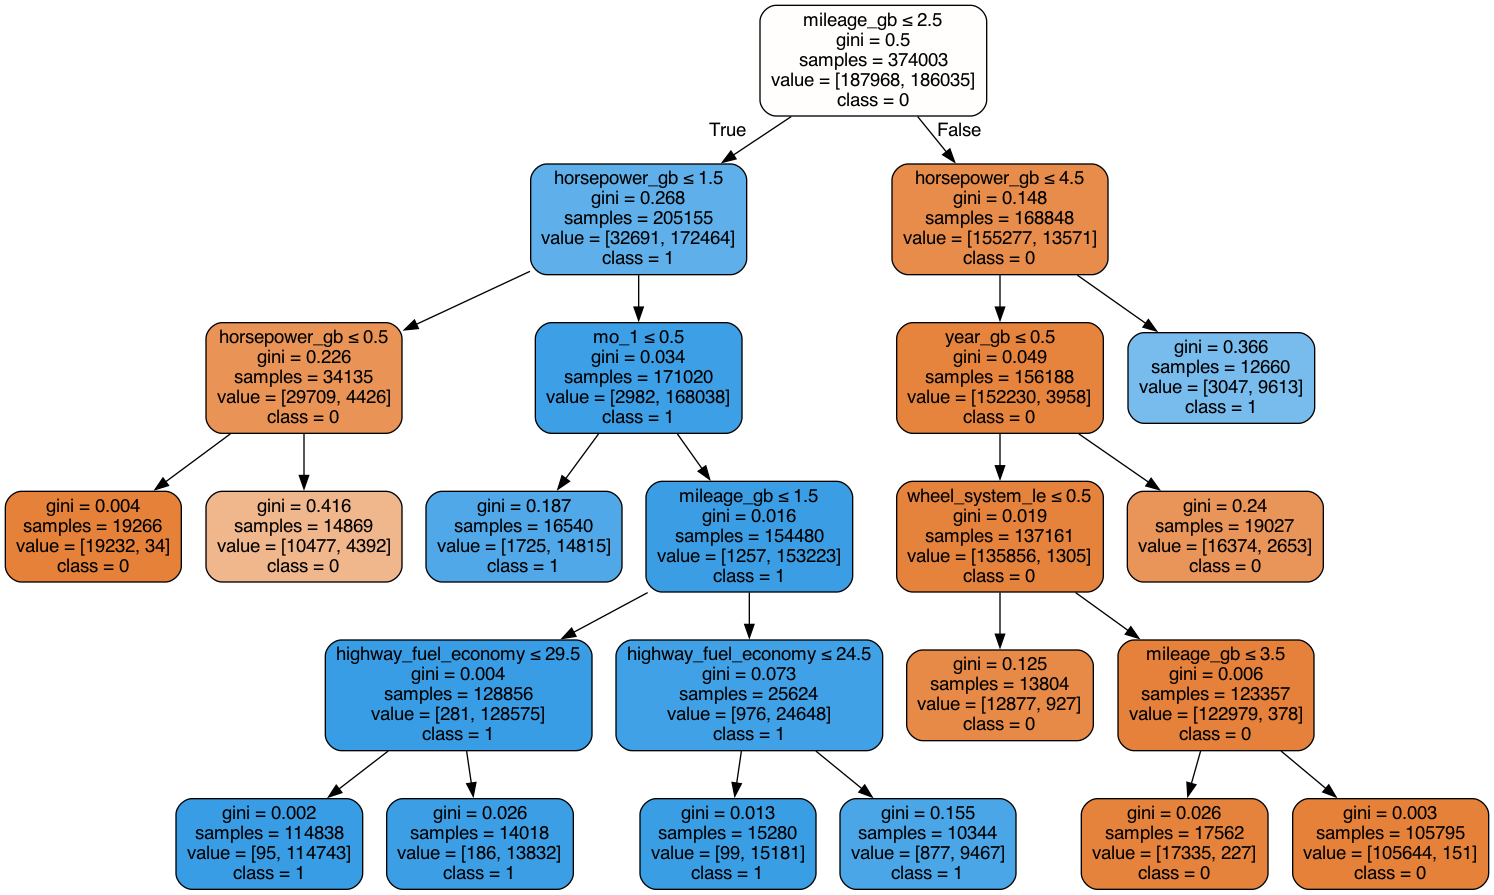 mileage_gb ≤ 2.5
gini = 0.5
samples = 374003
value = [187968, 186035]
class = 0
True
False
horsepower_gb ≤ 1.5
gini = 0.268
samples = 205155
value = [32691, 172464]
class = 1
horsepower_gb ≤ 4.5
gini = 0.148
samples = 168848
value = [155277, 13571]
class = 0
horsepower_gb ≤ 0.5
gini = 0.226
samples = 34135
value = [29709, 4426]
class = 0
mo_1 ≤ 0.5
gini = 0.034
samples = 171020
value = [2982, 168038]
class = 1
year_gb ≤ 0.5
gini = 0.049
samples = 156188
value = [152230, 3958]
class = 0
gini = 0.366
samples = 12660
value = [3047, 9613]
class = 1
gini = 0.004
samples = 19266
value = [19232, 34]
class = 0
gini = 0.416
samples = 14869
value = [10477, 4392]
class = 0
gini = 0.187
samples = 16540
value = [1725, 14815]
class = 1
mileage_gb ≤ 1.5
gini = 0.016
samples = 154480
value = [1257, 153223]
class = 1
wheel_system_le ≤ 0.5
gini = 0.019
samples = 137161
value = [135856, 1305]
class = 0
gini = 0.24
samples = 19027
value = [16374, 2653]
class = 0
highway_fuel_economy ≤ 29.5
gini = 0.004
samples = 128856
value = [281, 128575]
class = 1
highway_fuel_economy ≤ 24.5
gini = 0.073
samples = 25624
value = [976, 24648]
class = 1
gini = 0.125
samples = 13804
value = [12877, 927]
class = 0
mileage_gb ≤ 3.5
gini = 0.006
samples = 123357
value = [122979, 378]
class = 0
gini = 0.002
samples = 114838
value = [95, 114743]
class = 1
gini = 0.026
samples = 14018
value = [186, 13832]
class = 1
gini = 0.013
samples = 15280
value = [99, 15181]
class = 1
gini = 0.155
samples = 10344
value = [877, 9467]
class = 1
gini = 0.026
samples = 17562
value = [17335, 227]
class = 0
gini = 0.003
samples = 105795
value = [105644, 151]
class = 0